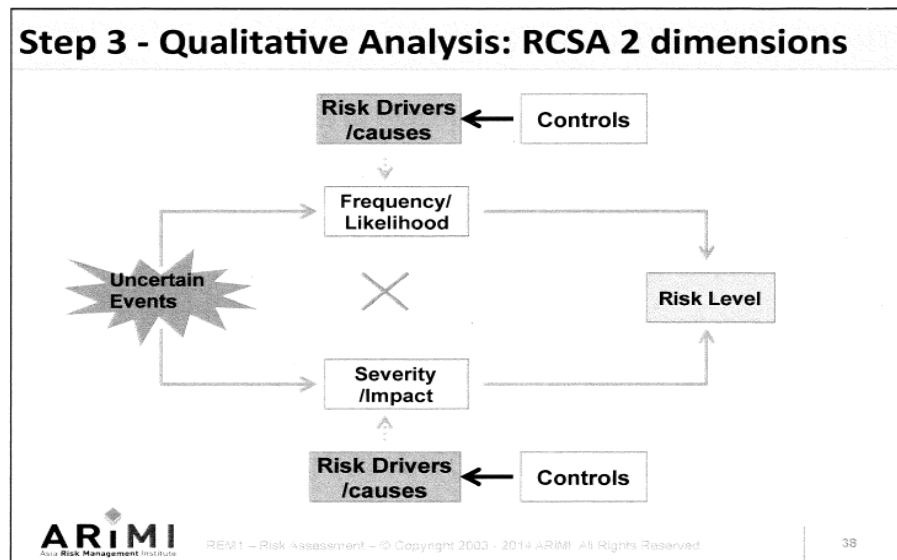 Step 3 - Qualitative Analysis: RCSA 2 dimensions
Risk Drivers
/causes
Controls
Frequency/
Likelihood
Uncertain
Events
Risk Level
Severity
/Impact
Risk Drivers
/causes
Controls
ARiMI
Asia Risk Management Institute
REM1 – Risk Assessment – © Copyright 2003 - 2014 ARiMI. All Rights Reserved.
38